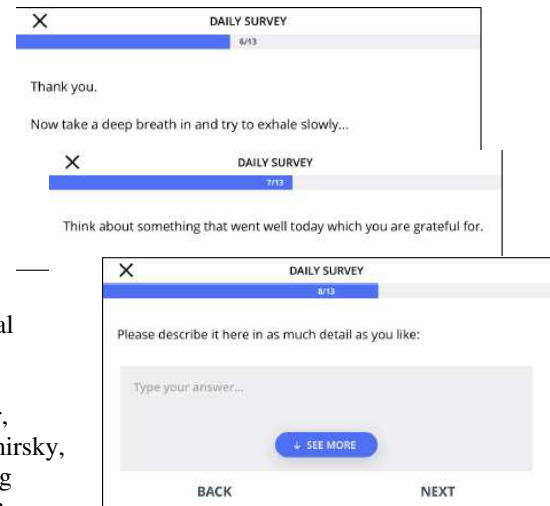 DAILY SURVEY
6/13
Thank you.
Now take a deep breath in and try to exhale slowly...
DAILY SURVEY
7/13
Think about something that went well today which you are grateful for.
DAILY SURVEY
8/13
Please describe it here in as much detail as you like:
Type your answer...
↓ SEE MORE
BACK NEXT
al
nirsky,
g